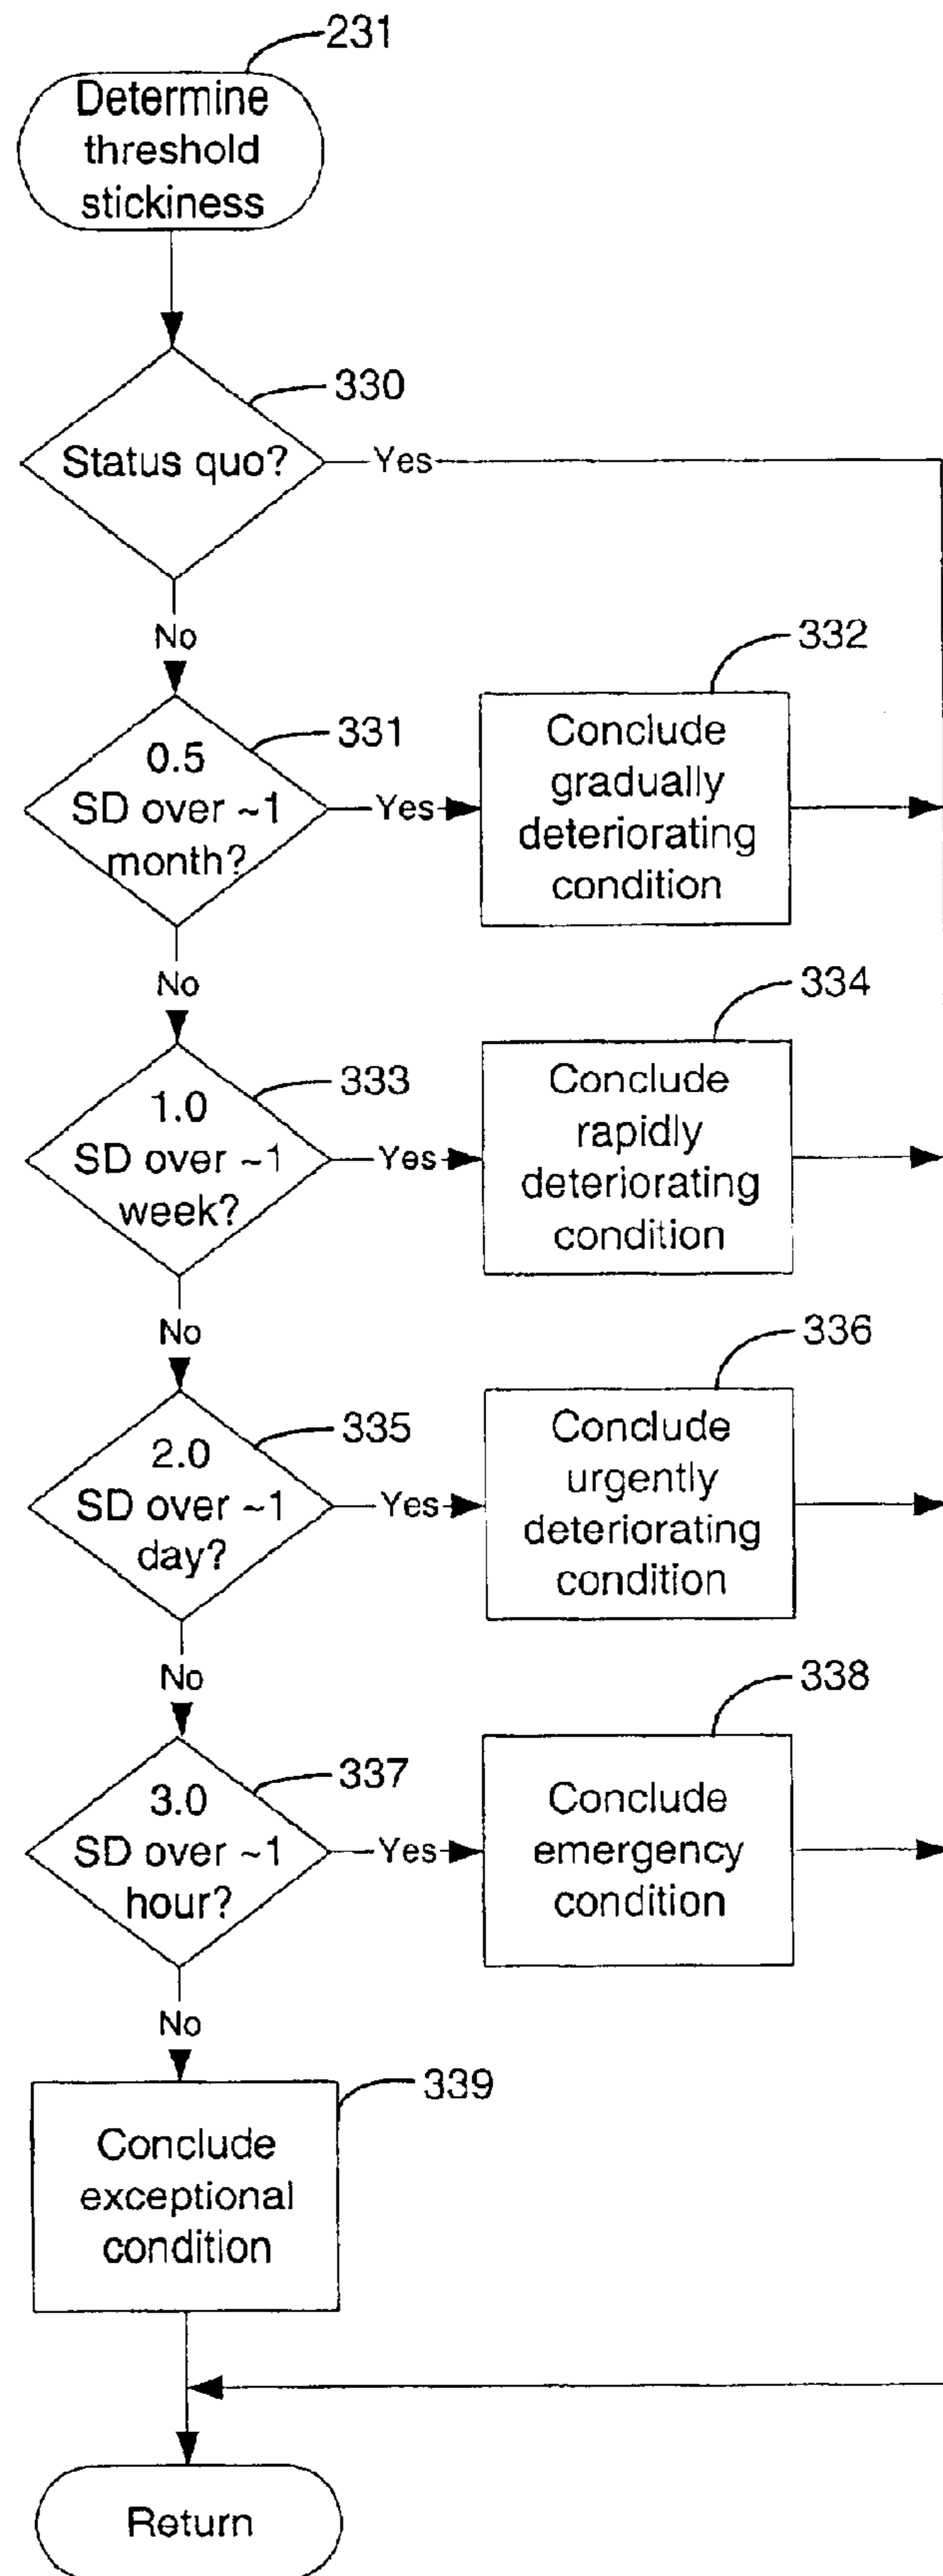 231
Determine
threshold
stickiness
330
Status quo?
Yes
No
331
0.5
SD over ~1
month?
Yes
332
Conclude
gradually
deteriorating
condition
No
333
1.0
SD over ~1
week?
Yes
334
Conclude
rapidly
deteriorating
condition
No
335
2.0
SD over ~1
day?
Yes
336
Conclude
urgently
deteriorating
condition
No
337
3.0
SD over ~1
hour?
Yes
338
Conclude
emergency
condition
No
339
Conclude
exceptional
condition
Return